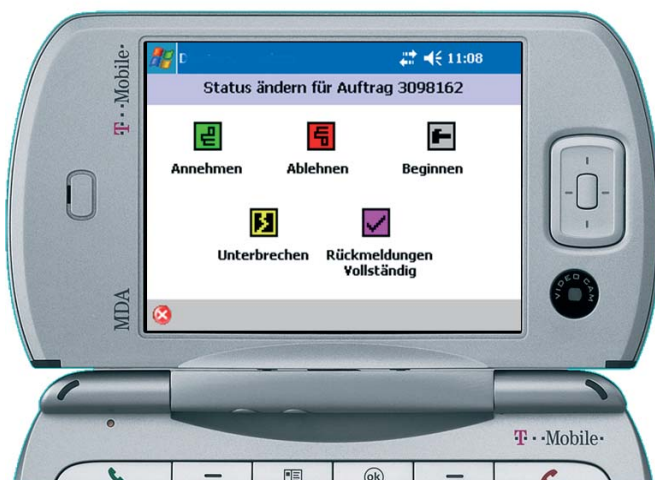 T··Mobile·
MDA
D
11:08
Status ändern für Auftrag 3098162
Annehmen
Ablehnen
Beginnen
Unterbrechen
Rückmeldungen
Vollständig
VIDEO CAM
T··Mobile·
ok